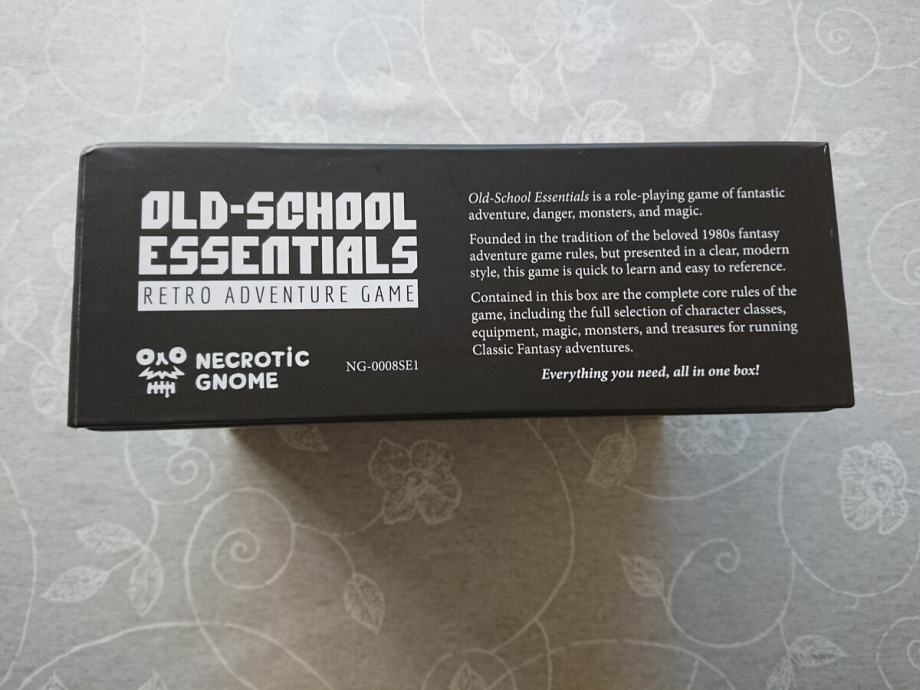 OLD-SCHOOL
ESSENTIALS
RETRO ADVENTURE GAME
NECROTIC
GNOME
NG-0008SE1
Old-School Essentials is a role-playing game of fantastic
adventure, danger, monsters, and magic.
Founded in the tradition of the beloved 1980s fantasy
adventure game rules, but presented in a clear, modern
style, this game is quick to learn and easy to reference.
Contained in this box are the complete core rules of the
game, including the full selection of character classes,
equipment, magic, monsters, and treasures for running
Classic Fantasy adventures.
Everything you need, all in one box!